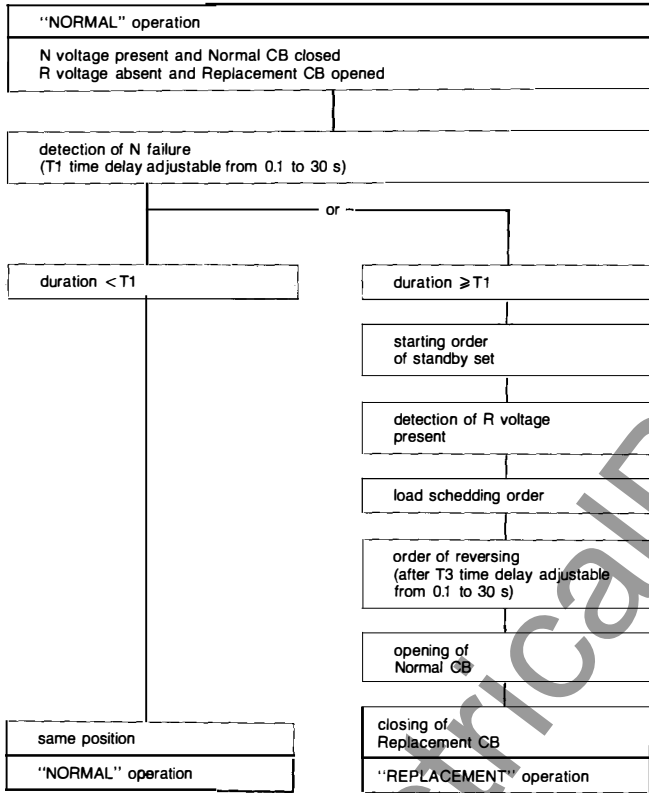 "NORMAL" operation
N voltage present and Normal CB closed
R voltage absent and Replacement CB opened
detection of N failure
(T1 time delay adjustable from 0.1 to 30 s)
or
duration < T1
duration ⩾ T1
starting order
of standby set
detection of R voltage
present
load schedding order
order of reversing
(after T3 time delay adjustable
from 0.1 to 30 s)
opening of
Normal CB
same position
"NORMAL" operation
closing of
Replacement CB
"REPLACEMENT" operation